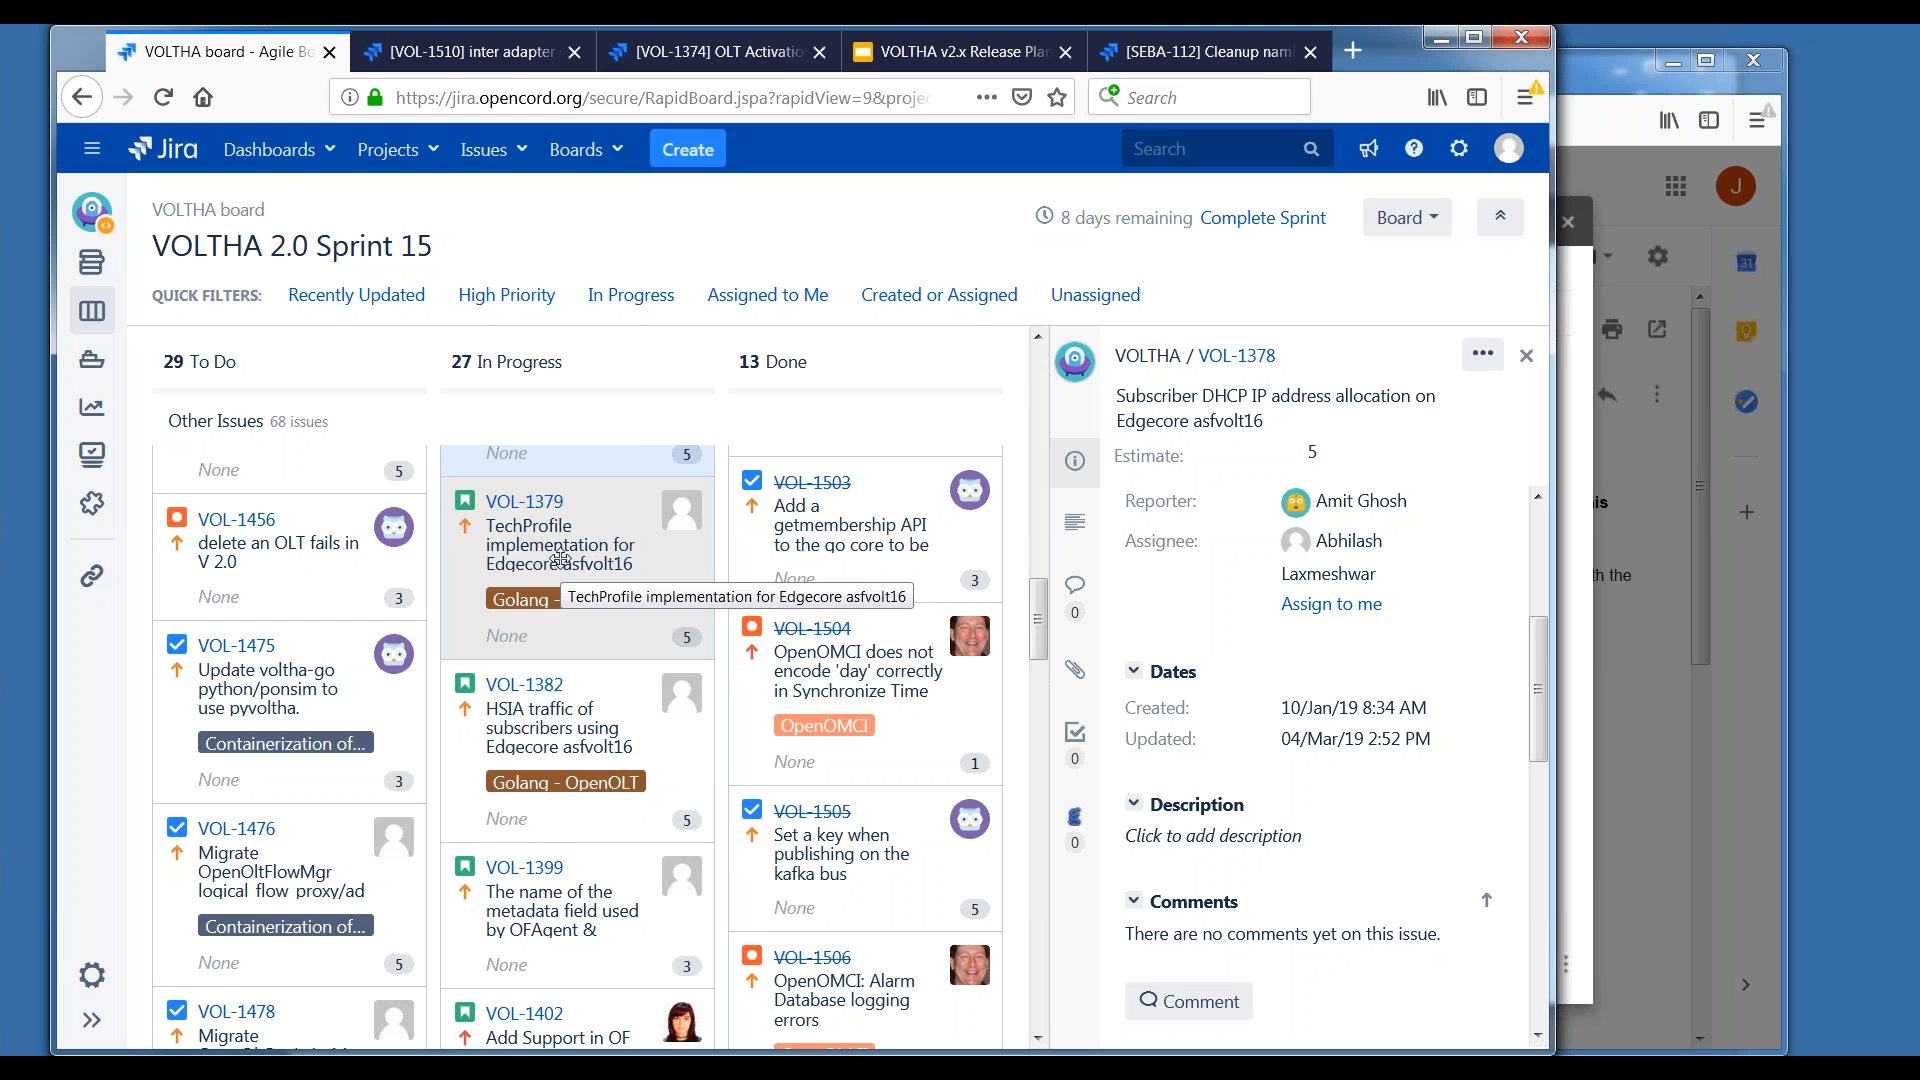 VOLTHA board - Agile Bo
[VOL-1510] inter adapter
[VOL-1374] OLT Activatio
VOLTHA v2.x Release Plan
[SEBA-112] Cleanup nami
https://jira.opencord.org/secure/RapidBoard.jspa?rapidView=9&projec
Search
Jira
Dashboards
Projects
Issues
Boards
Create
Search
J
VOLTHA board
VOLTHA 2.0 Sprint 15
8 days remaining
Complete Sprint
Board
QUICK FILTERS:
Recently Updated
High Priority
In Progress
Assigned to Me
Created or Assigned
Unassigned
31
29 To Do
27 In Progress
13 Done
Other Issues 68 issues
None
5
VOL-1456
delete an OLT fails in
V 2.0
None
3
VOL-1475
Update voltha-go
python/ponsim to
use pyvoltha.
Containerization of...
None
3
VOL-1476
Migrate
OpenOltFlowMgr
logical flow proxy/ad
Containerization of...
None
5
VOL-1478
Migrate
None
5
VOL-1379
TechProfile
implementation for
Edgecore asfvolt16
Golang -
TechProfile implementation for Edgecore asfvolt16
None
5
VOL-1382
HSIA traffic of
subscribers using
Edgecore asfvolt16
Golang - OpenOLT
None
5
VOL-1399
The name of the
metadata field used
by OFAgent &
None
3
VOL-1402
Add Support in OF
VOL-1503
Add a
getmembership API
to the go core to be
None
3
VOL-1504
OpenOMCI does not
encode 'day' correctly
in Synchronize Time
OpenOMCI
None
1
VOL-1505
Set a key when
publishing on the
kafka bus
None
5
VOL-1506
OpenOMCI: Alarm
Database logging
errors
VOLTHA / VOL-1378
Subscriber DHCP IP address allocation on
Edgecore asfvolt16
Estimate:
5
Reporter:
Amit Ghosh
Assignee:
Abhilash
Laxmeshwar
Assign to me
0
0
0
Dates
Created:
10/Jan/19 8:34 AM
Updated:
04/Mar/19 2:52 PM
Description
Click to add description
Comments
There are no comments yet on this issue.
Comment
is
th the